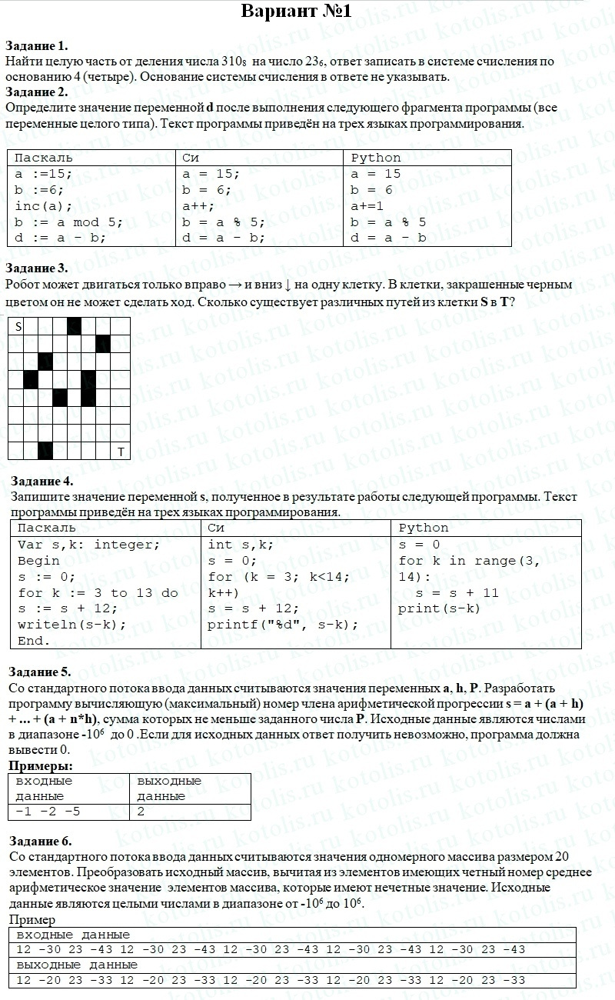 Вариант №1
Задание 1.
Найти целую часть от деления числа 310₈ на число 23₆, ответ записать в системе счисления по
основанию 4 (четыре). Основание системы счисления в ответе не указывать.
Задание 2.
Определите значение переменной d после выполнения следующего фрагмента программы (все
переменные целого типа). Текст программы приведён на трех языках программирования.
Паскаль Си Python
a :=15; a = 15; a = 15
b :=6; b = 6; b = 6
inc(a); a++; a+=1
b := a mod 5; b = a % 5; b = a % 5
d := a - b; d = a - b; d = a - b
Задание 3.
Робот может двигаться только вправо → и вниз ↓ на одну клетку. В клетки, закрашенные черным
цветом он не может сделать ход. Сколько существует различных путей из клетки S в T?
S
T
Задание 4.
Запишите значение переменной s, полученное в результате работы следующей программы. Текст
программы приведён на трех языках программирования.
Паскаль Си Python
Var s,k: integer; int s,k; s = 0
Begin s = 0; for k in range(3,
s := 0; for (k = 3; k<14; 14):
for k := 3 to 13 do k++) s = s + 11
s := s + 12; s = s + 12; print(s-k)
writeln(s-k); printf("%d", s-k);
End.
Задание 5.
Со стандартного потока ввода данных считываются значения переменных a, h, P. Разработать
программу вычисляющую (максимальный) номер члена арифметической прогрессии s = a + (a + h)
+ ... + (a + n*h), сумма которых не меньше заданного числа P. Исходные данные являются числами
в диапазоне -10⁶ до 0 .Если для исходных данных ответ получить невозможно, программа должна
вывести 0.
Примеры:
входные выходные
данные данные
-1 -2 -5 2
Задание 6.
Со стандартного потока ввода данных считываются значения одномерного массива размером 20
элементов. Преобразовать исходный массив, вычитая из элементов имеющих четный номер среднее
арифметическое значение элементов массива, которые имеют нечетные значение. Исходные
данные являются целыми числами в диапазоне от -10⁶ до 10⁶.
Пример
входные данные
12 -30 23 -43 12 -30 23 -43 12 -30 23 -43 12 -30 23 -43 12 -30 23 -43
выходные данные
12 -20 23 -33 12 -20 23 -33 12 -20 23 -33 12 -20 23 -33 12 -20 23 -33